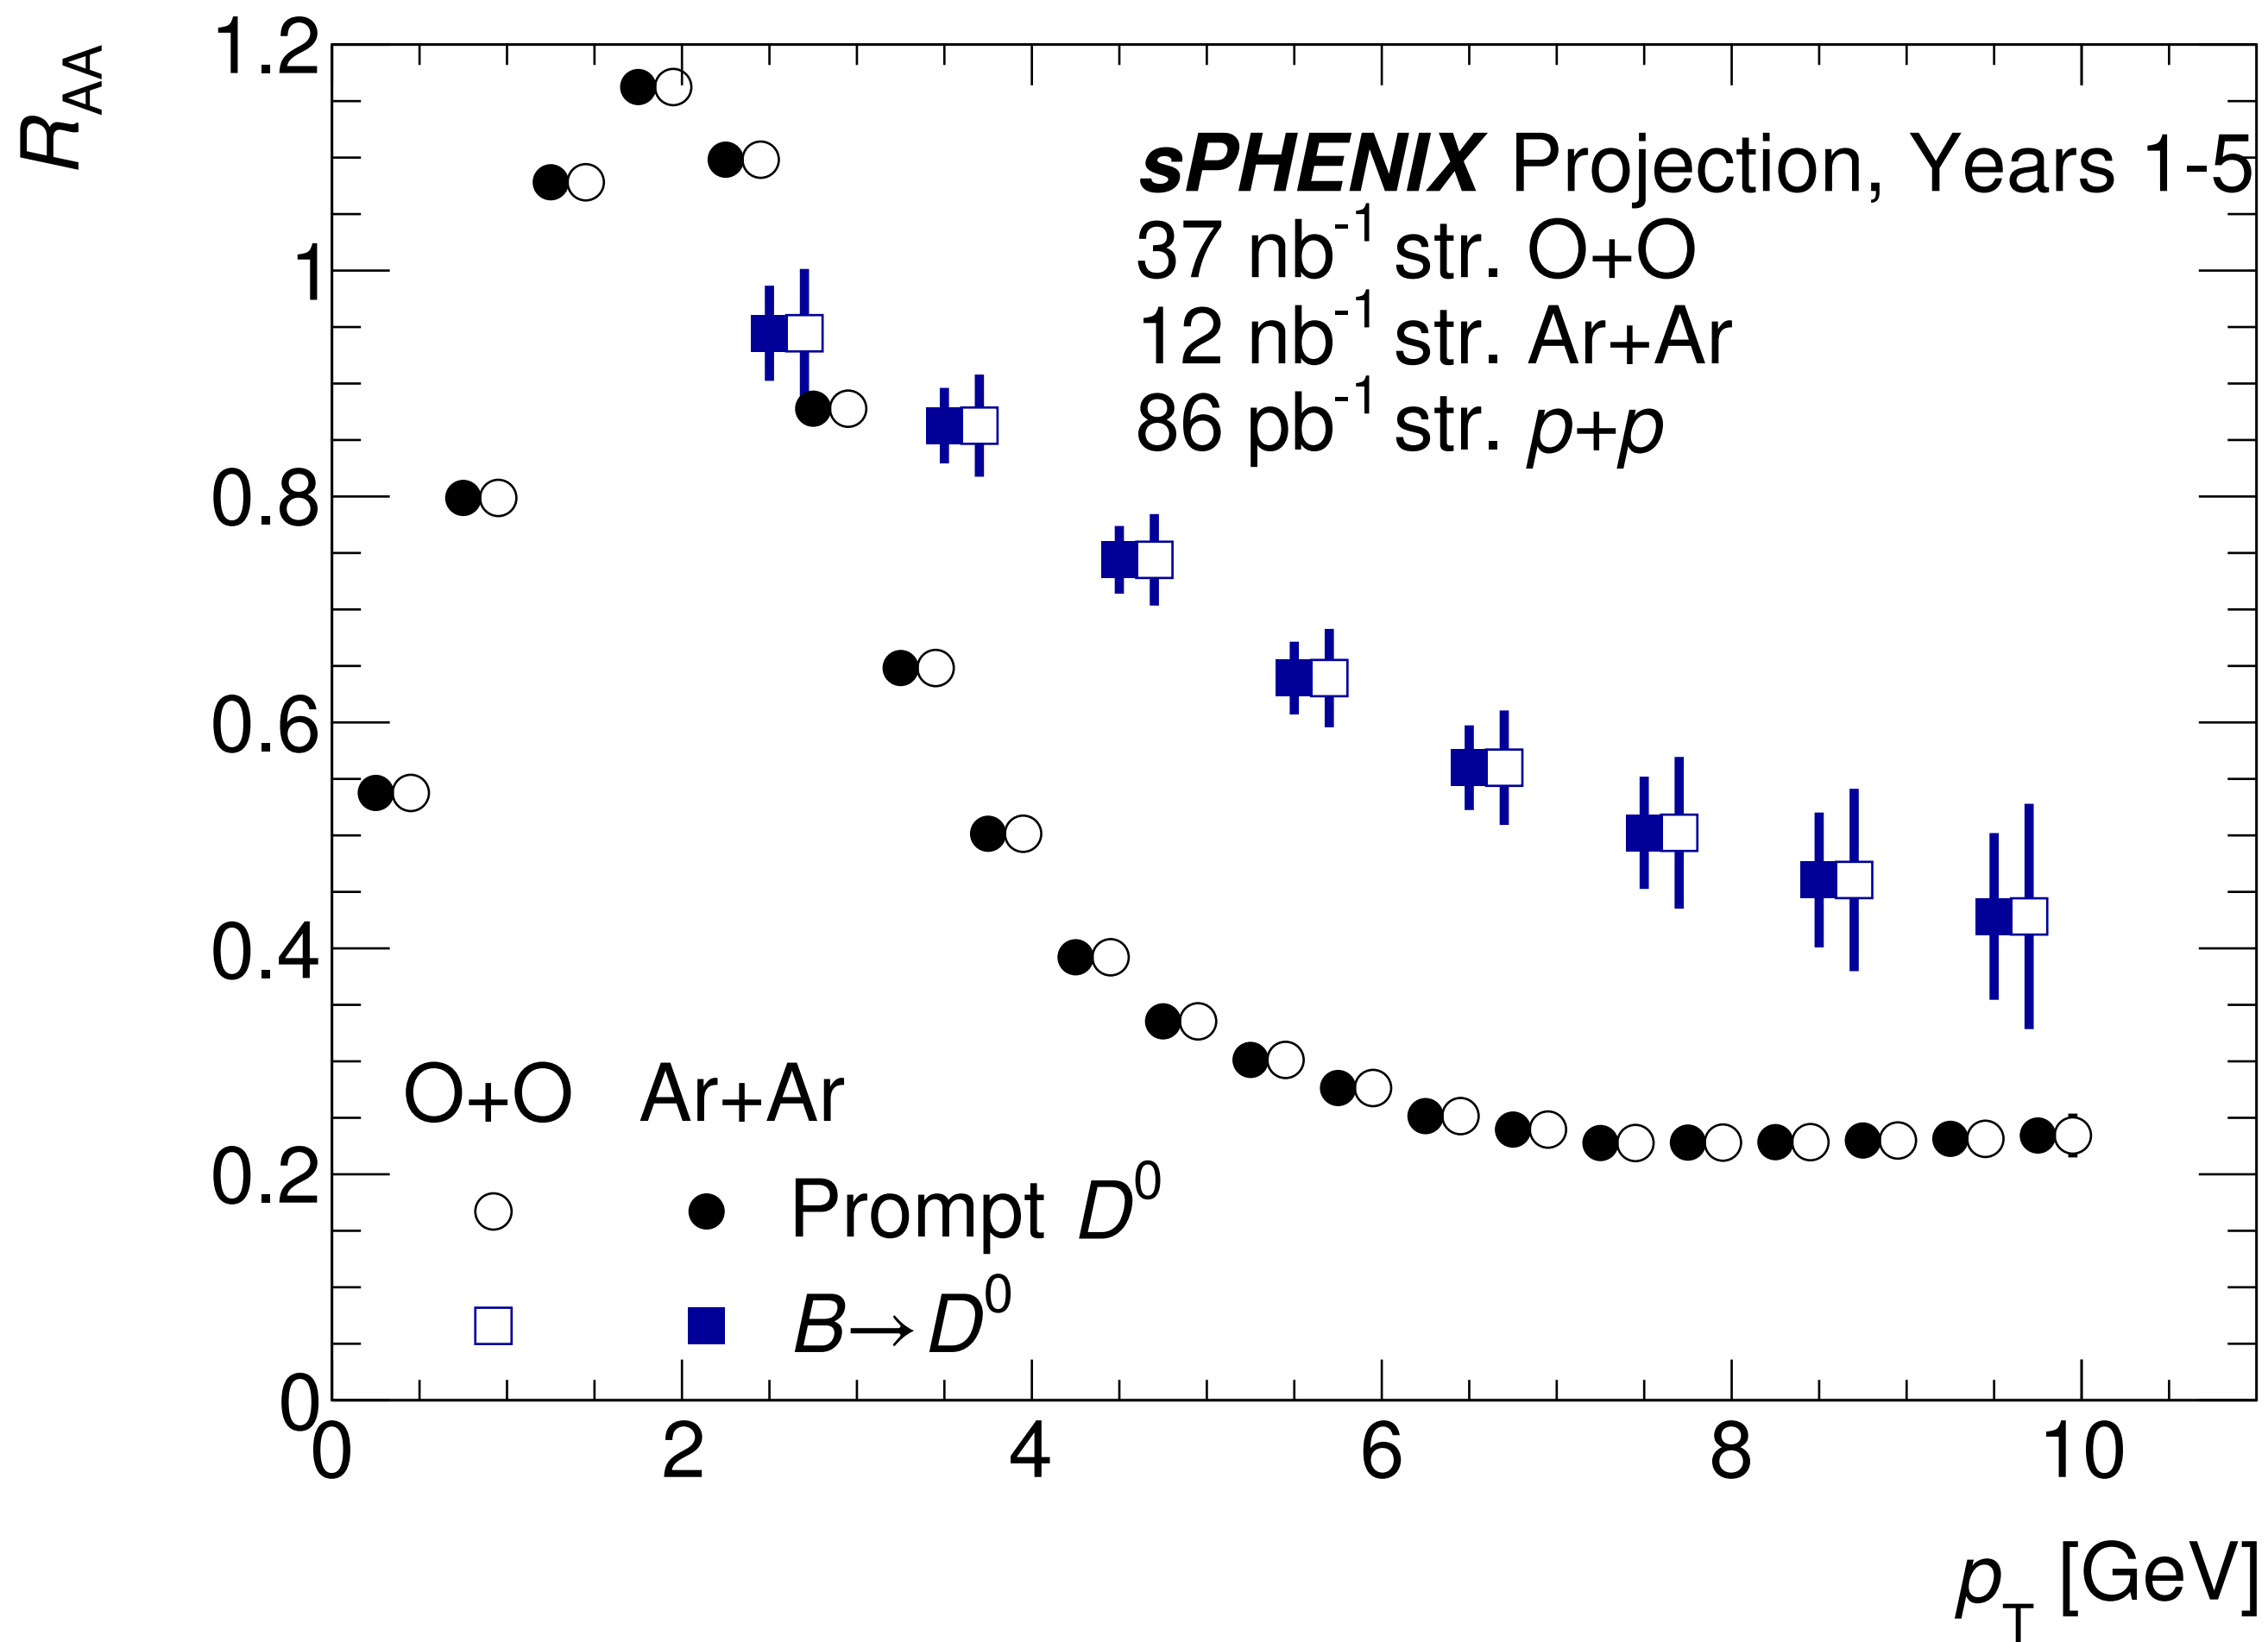 R_AA
1.2
1
0.8
0.6
0.4
0.2
0
sPHENIX Projection, Years 1-5
37 nb^-1 str. O+O
12 nb^-1 str. Ar+Ar
86 pb^-1 str. p+p
O+O Ar+Ar
Prompt D^0
B→D^0
0 2 4 6 8 10
p_T [GeV]